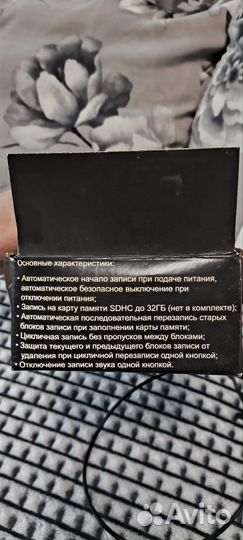 Основные характеристики:
• Автоматическое начало записи при подаче питания,
автоматическое безопасное выключение при
отключении питания;
• Запись на карту памяти SDHC до 32ГБ (нет в комплекте);
• Автоматическая последовательная перезапись старых
блоков записи при заполнении карты памяти;
• Цикличная запись без пропусков между блоками;
• Защита текущего и предыдущего блоков записи от
удаления при цикличной перезаписи одной кнопкой;
• Отключение записи звука одной кнопкой.
Avito